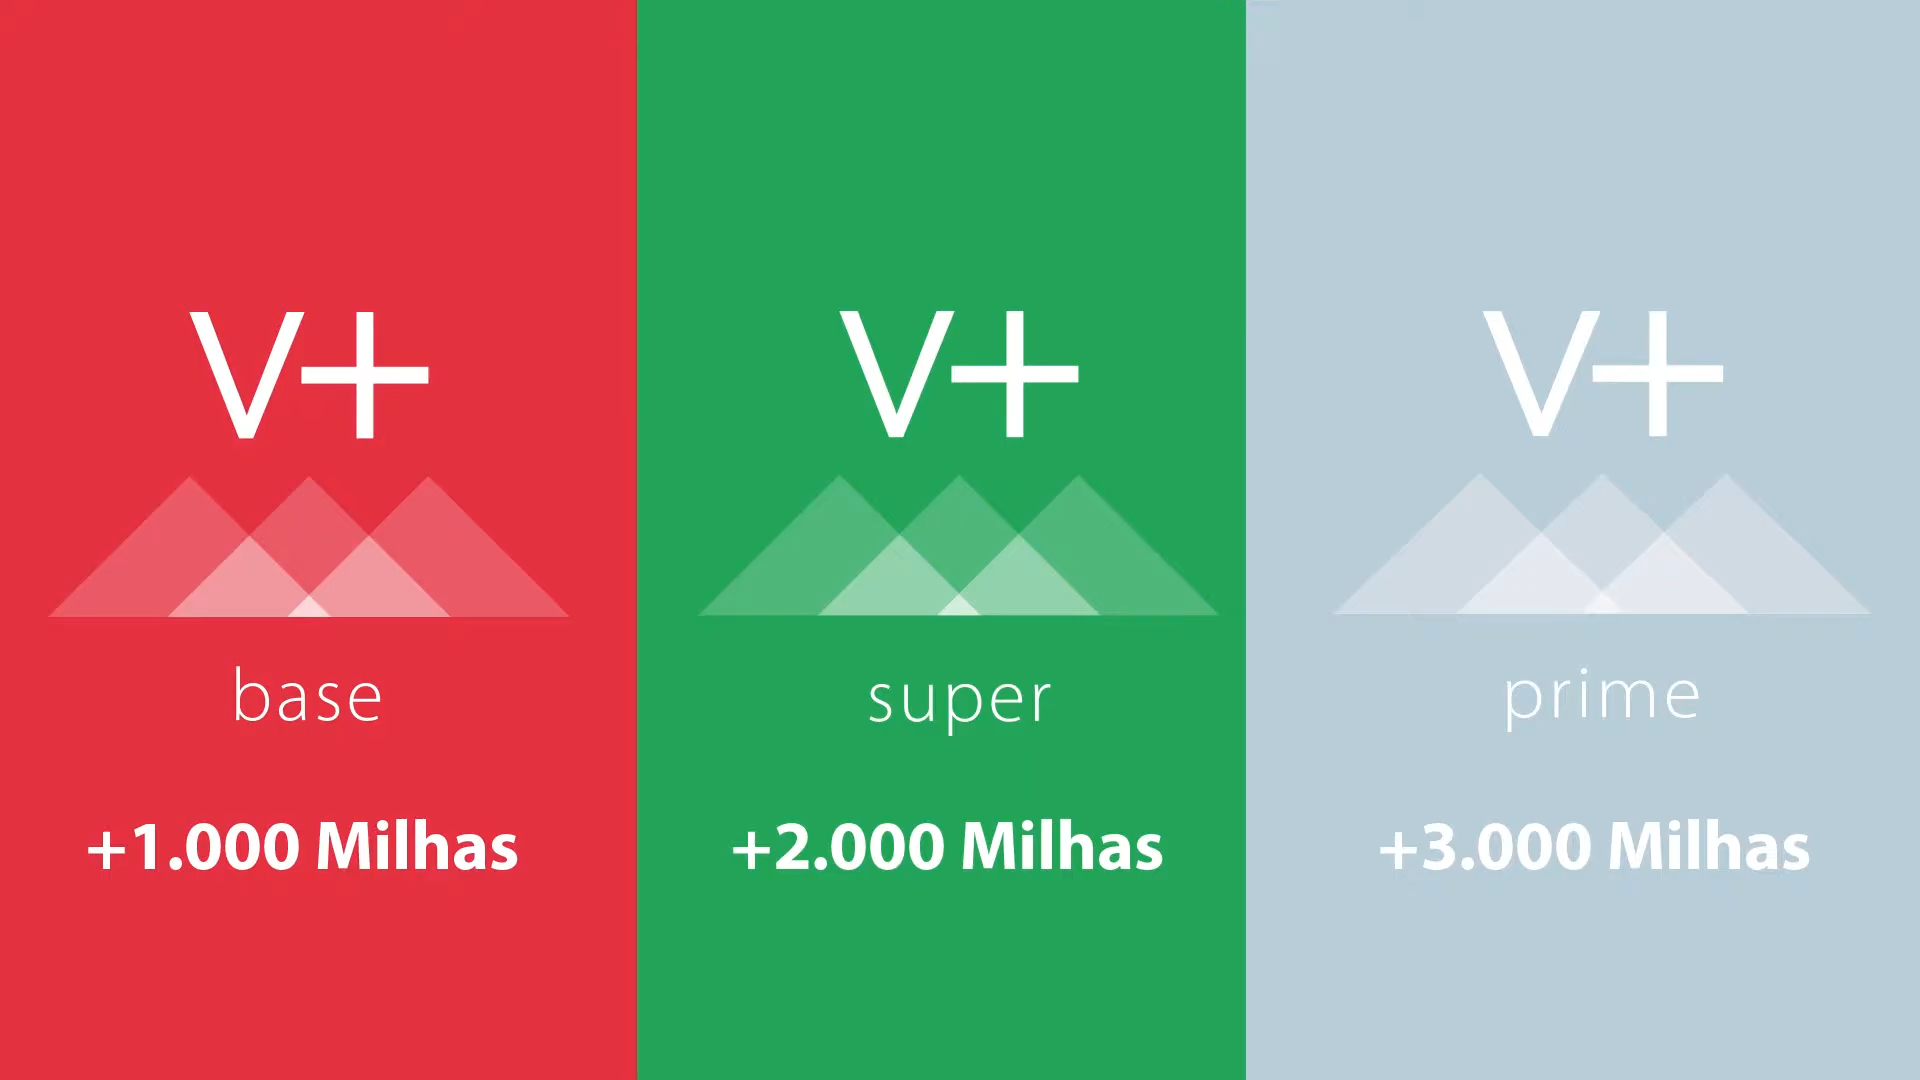 V+
base
+1.000 Milhas
V+
super
+2.000 Milhas
V+
prime
+3.000 Milhas